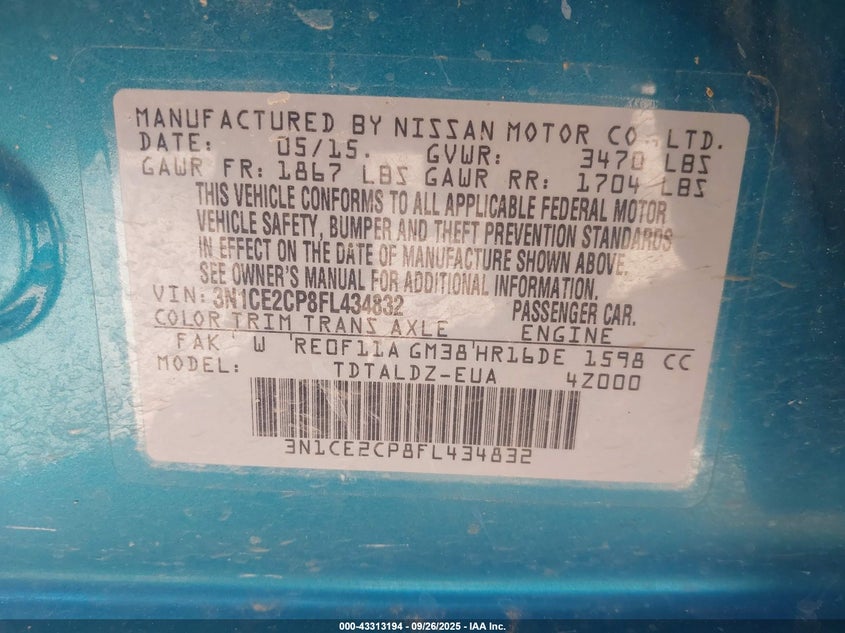 MANUFACTURED BY NISSAN MOTOR CO.,LTD.
DATE: 05/15. GVWR: 3470 LBS
GAWR FR: 1867 LBS GAWR RR: 1704 LBS
THIS VEHICLE CONFORMS TO ALL APPLICABLE FEDERAL MOTOR
VEHICLE SAFETY, BUMPER AND THEFT PREVENTION STANDARDS
IN EFFECT ON THE DATE OF MANUFACTURE SHOWN ABOVE.
SEE OWNER'S MANUAL FOR ADDITIONAL INFORMATION.
VIN: 3N1CE2CP8FL434832 PASSENGER CAR.
COLOR TRIM TRANS AXLE ENGINE
FAK W RE0F11A GM38 HR16DE 1598 CC
MODEL: TDTALDZ-EUA 4Z000
3N1CE2CP8FL434832
000-43313194 - 09/26/2025 - IAA Inc.